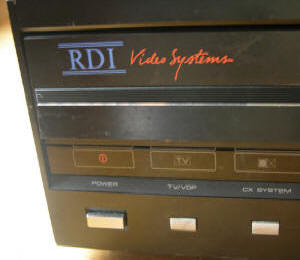 RDI Video Systems
TV
POWER TV/VDP CX SYSTEM